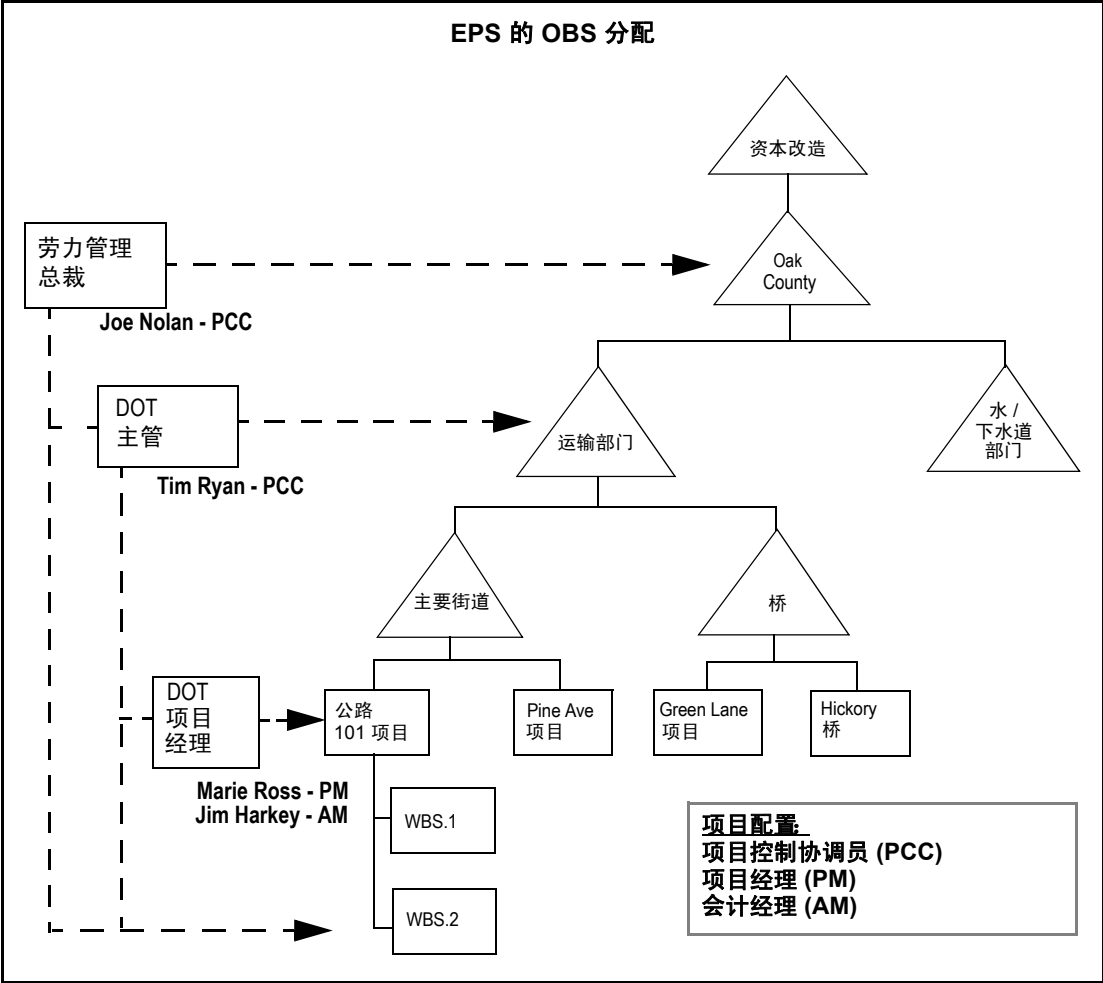 EPS 的 OBS 分配
资本改造
劳力管理
总裁
Oak
County
Joe Nolan - PCC
DOT
主管
运输部门
水 /
下水道
部门
Tim Ryan - PCC
主要街道
桥
DOT
项目
经理
公路
101 项目
Pine Ave
项目
Green Lane
项目
Hickory
桥
Marie Ross - PM
Jim Harkey - AM
WBS.1
WBS.2
项目配置:
项目控制协调员 (PCC)
项目经理 (PM)
会计经理 (AM)